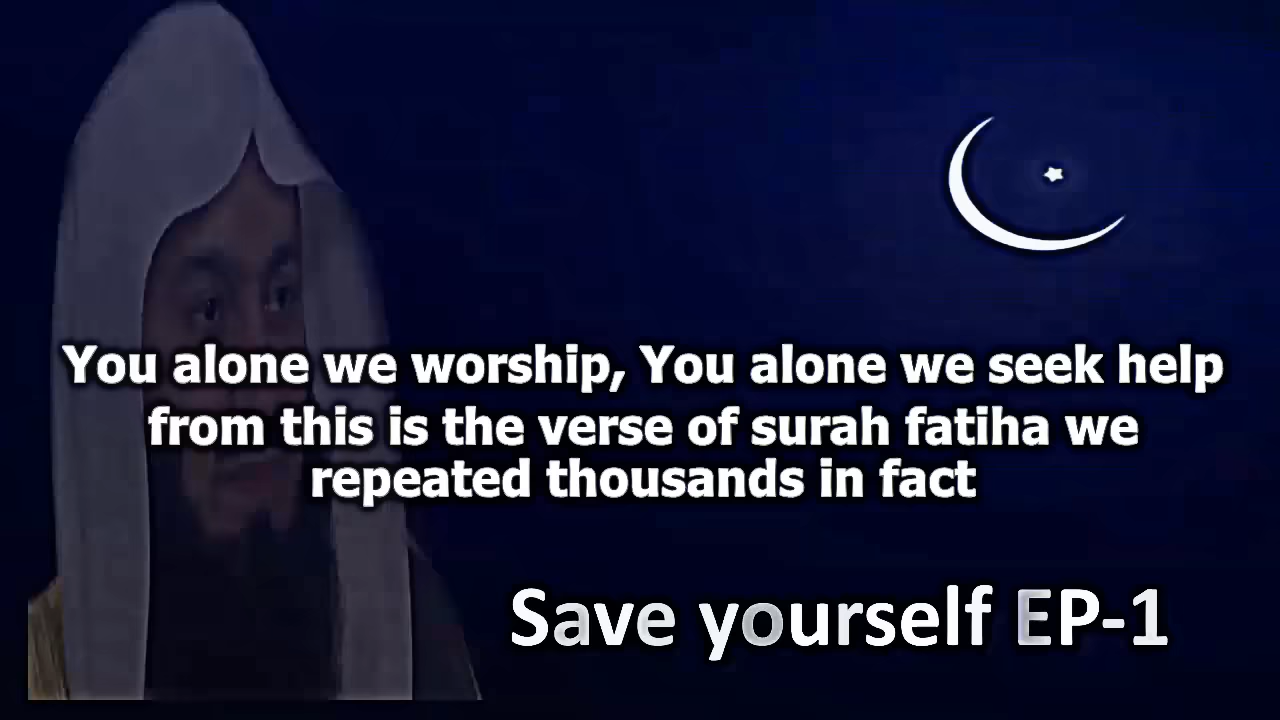 You alone we worship, You alone we seek help
from this is the verse of surah fatiha we
repeated thousands in fact
Save yourself EP-1